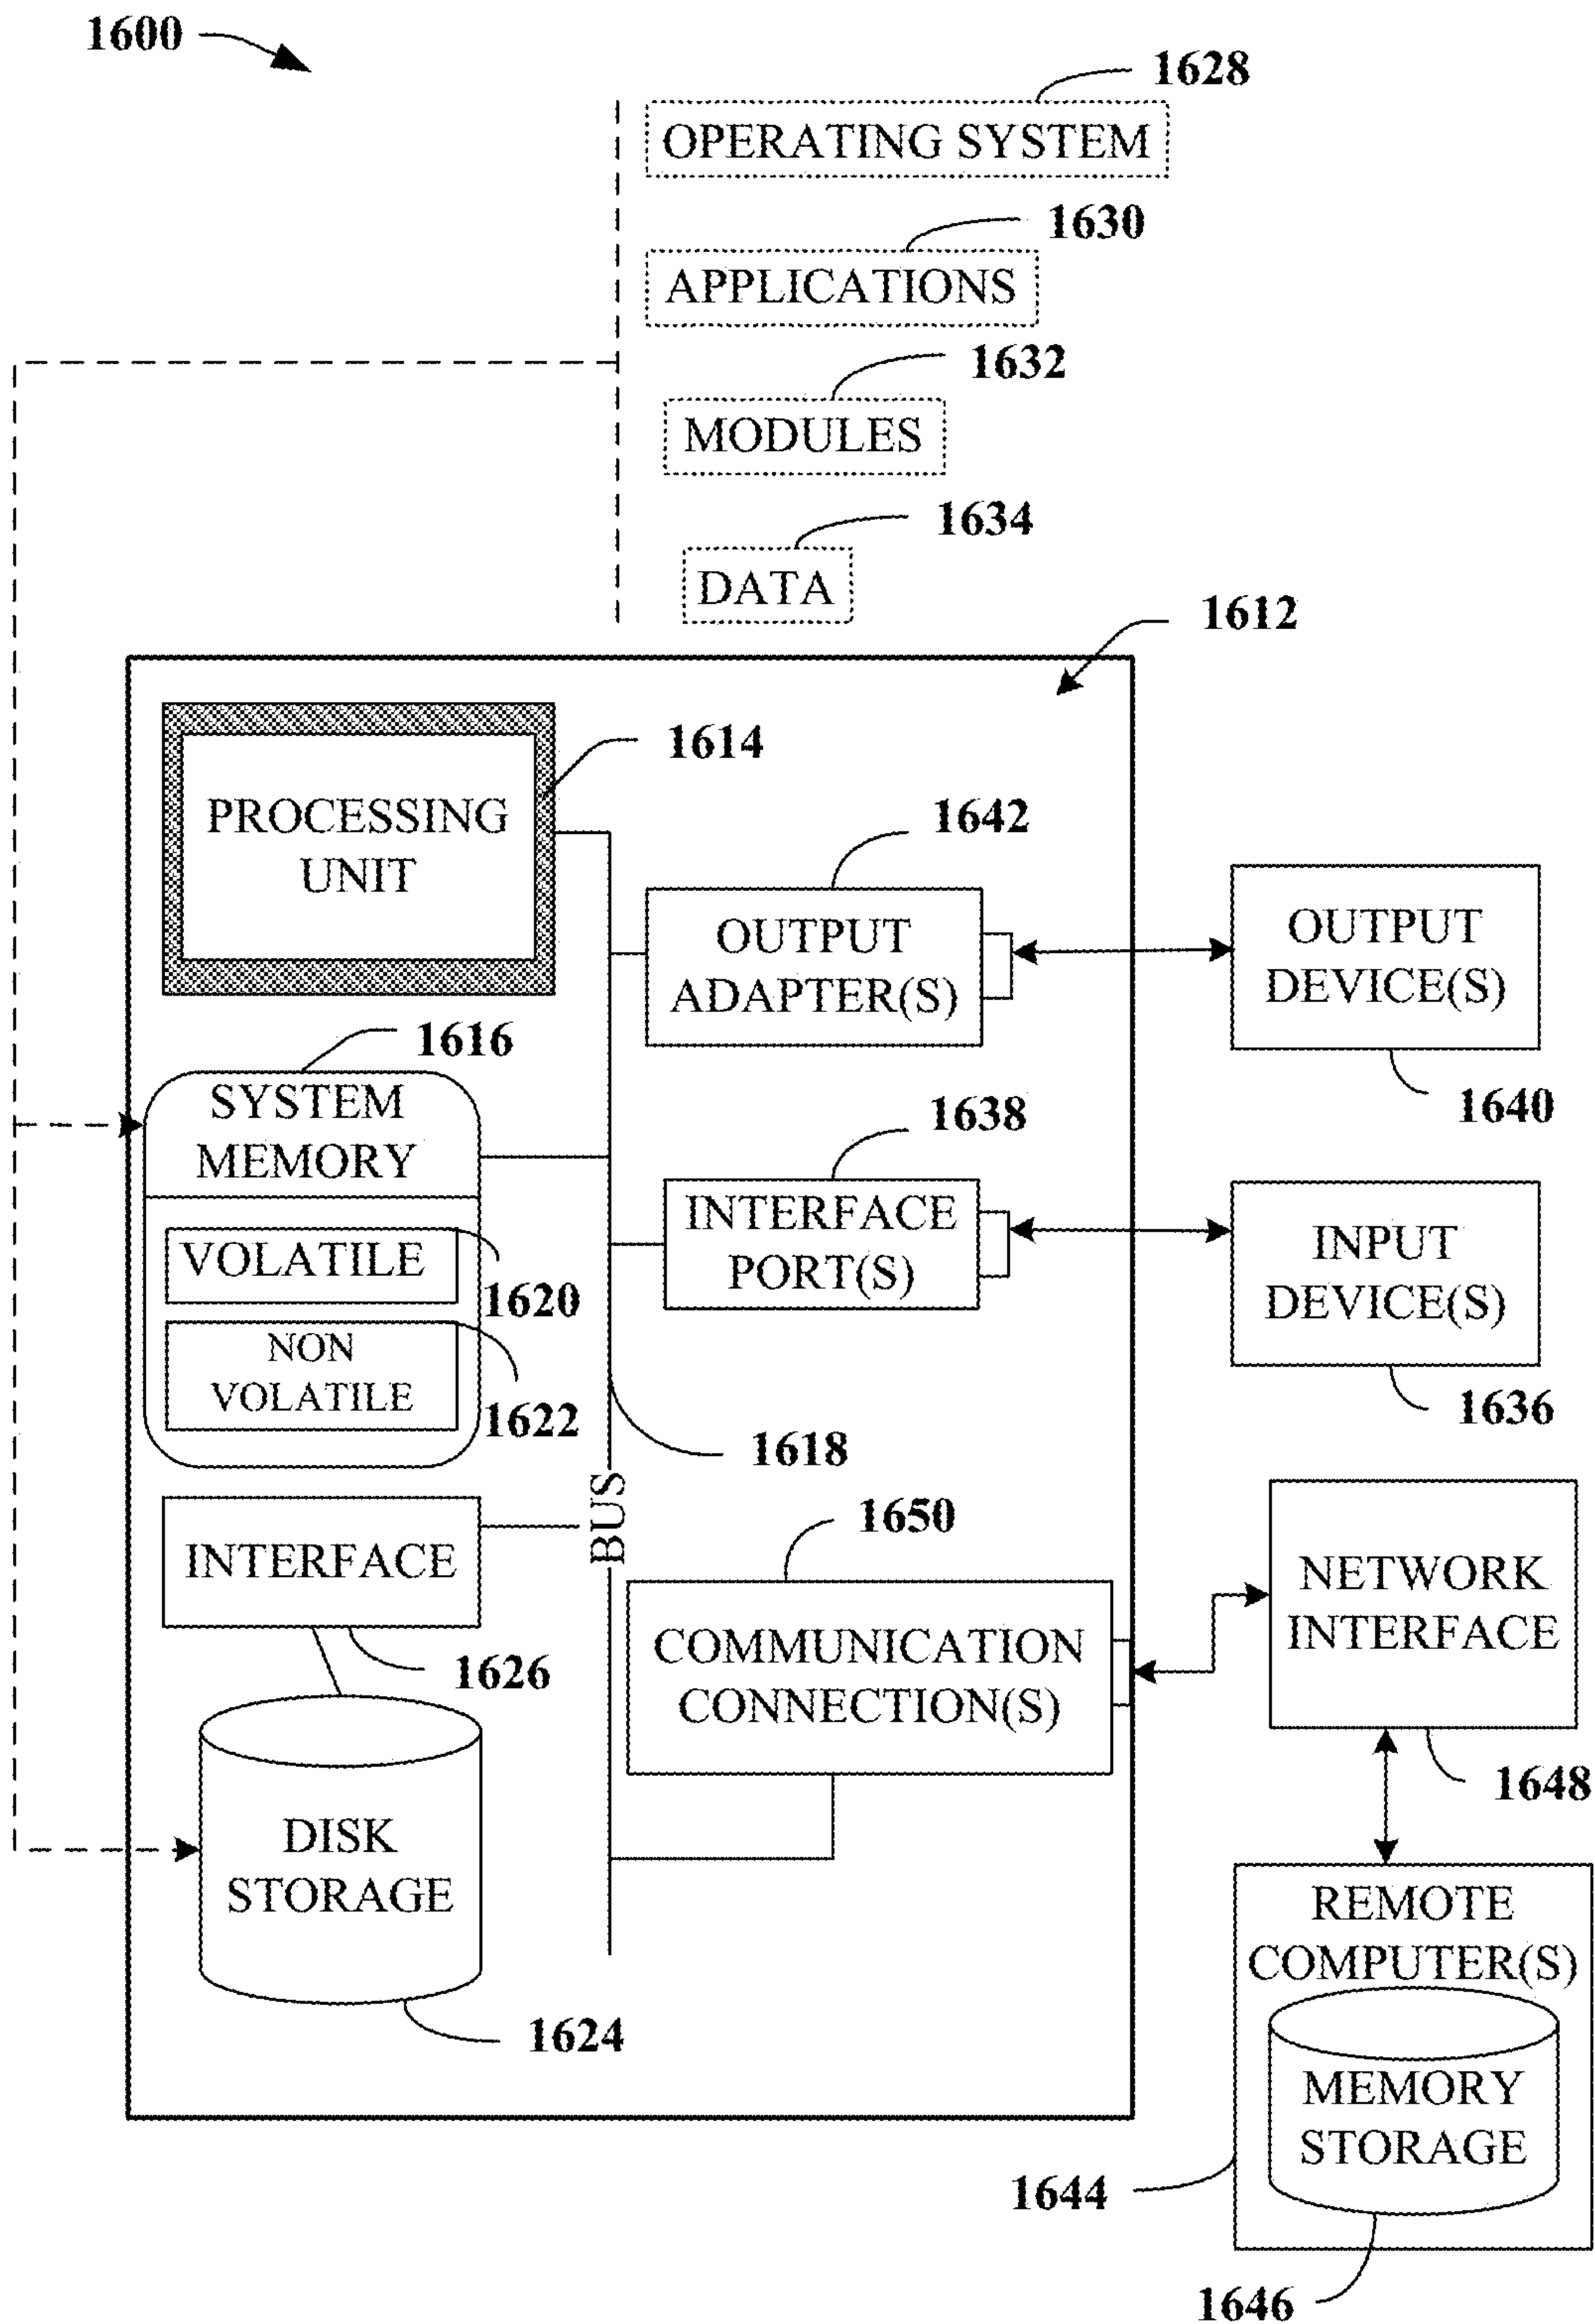 1600
1628
OPERATING SYSTEM
1630
APPLICATIONS
1632
MODULES
1634
DATA
1612
1614
PROCESSING
UNIT
1642
OUTPUT
ADAPTER(S)
OUTPUT
DEVICE(S)
1640
1616
SYSTEM
MEMORY
VOLATILE
1620
NON
VOLATILE
1622
1638
INTERFACE
PORT(S)
INPUT
DEVICE(S)
1636
1618
BUS
INTERFACE
1626
1650
COMMUNICATION
CONNECTION(S)
NETWORK
INTERFACE
1648
DISK
STORAGE
1624
REMOTE
COMPUTER(S)
MEMORY
STORAGE
1644
1646